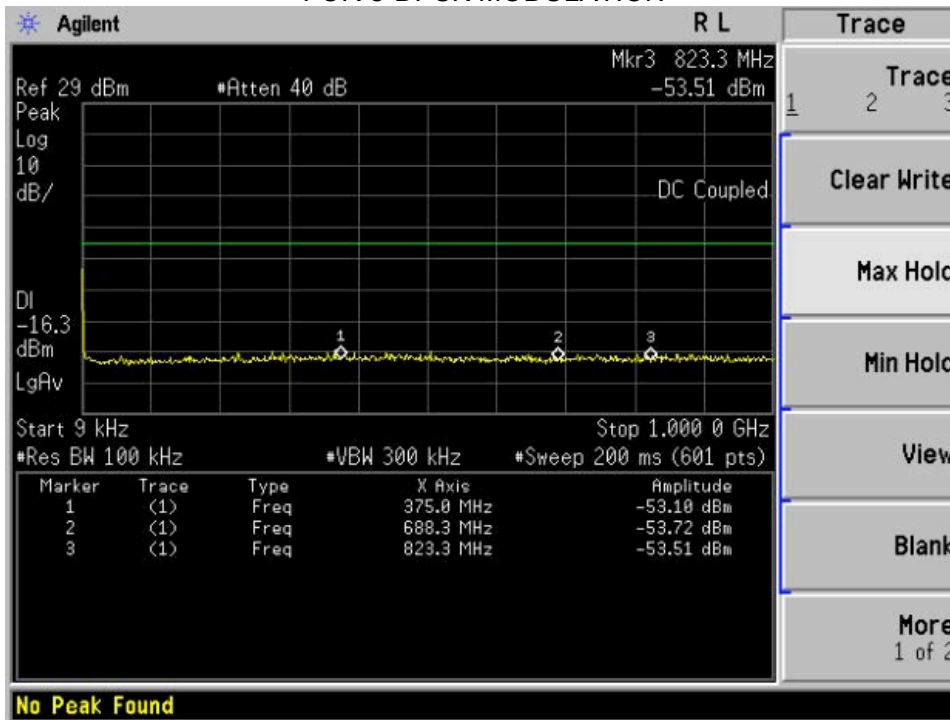 Agilent
R L
Trace
Mkr3 823.3 MHz
Ref 29 dBm #Atten 40 dB -53.51 dBm
Peak
Log
10
dB/
DC Coupled
DI
-16.3
dBm
LgAv
1 2 3
Start 9 kHz Stop 1.000 0 GHz
#Res BW 100 kHz #VBW 300 kHz #Sweep 200 ms (601 pts)
Marker Trace Type X Axis Amplitude
1 (1) Freq 375.0 MHz -53.10 dBm
2 (1) Freq 688.3 MHz -53.72 dBm
3 (1) Freq 823.3 MHz -53.51 dBm
Trace
1 2 3
Clear Write
Max Hold
Min Hold
View
Blank
More
1 of 2
No Peak Found